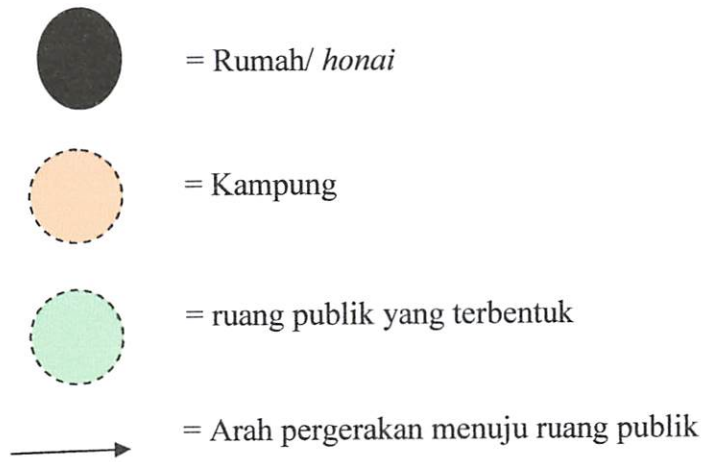 = Rumah/ honai
= Kampung
= ruang publik yang terbentuk
= Arah pergerakan menuju ruang publik